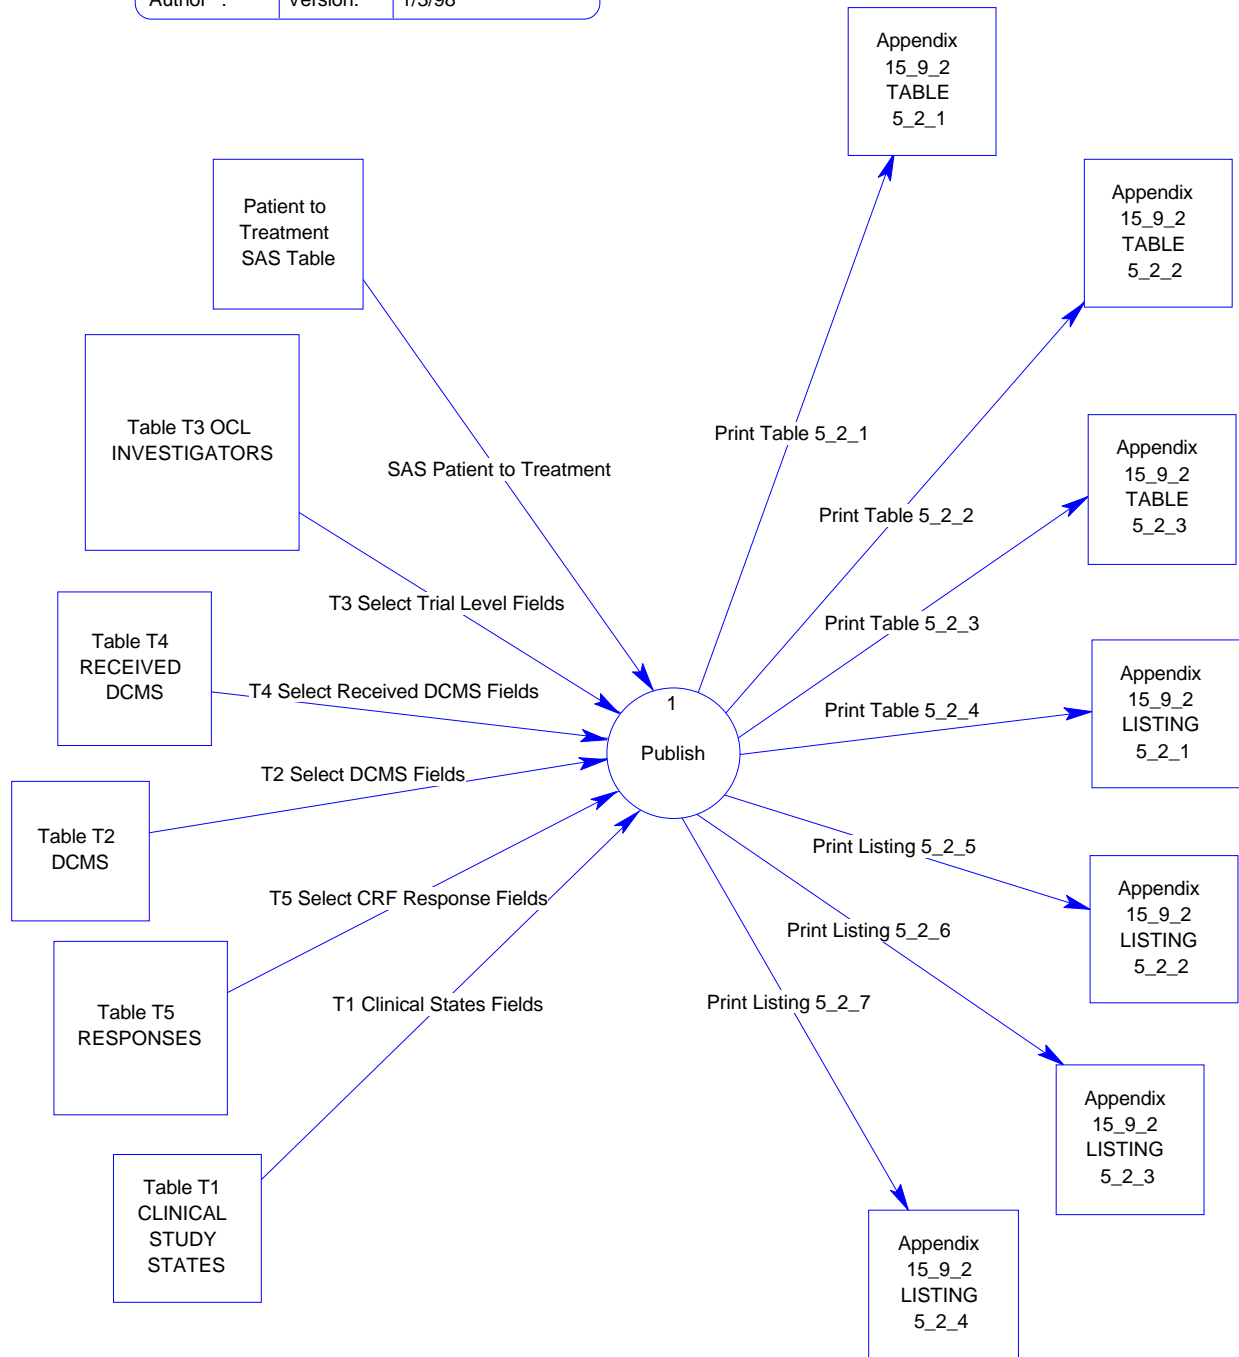 Author :
Version:
1/3/98
Appendix
15_9_2
TABLE
5_2_1
Patient to
Treatment
SAS Table
Appendix
15_9_2
TABLE
5_2_2
Table T3 OCL
INVESTIGATORS
Print Table 5_2_1
SAS Patient to Treatment
Appendix
15_9_2
TABLE
5_2_3
Print Table 5_2_2
T3 Select Trial Level Fields
Print Table 5_2_3
Table T4
RECEIVED
DCMS
T4 Select Received DCMS Fields
Print Table 5_2_4
Appendix
15_9_2
LISTING
5_2_1
1
Publish
T2 Select DCMS Fields
Table T2
DCMS
Print Listing 5_2_5
T5 Select CRF Response Fields
Appendix
15_9_2
LISTING
5_2_2
Print Listing 5_2_6
Table T5
RESPONSES
T1 Clinical States Fields
Print Listing 5_2_7
Appendix
15_9_2
LISTING
5_2_3
Table T1
CLINICAL
STUDY
STATES
Appendix
15_9_2
LISTING
5_2_4